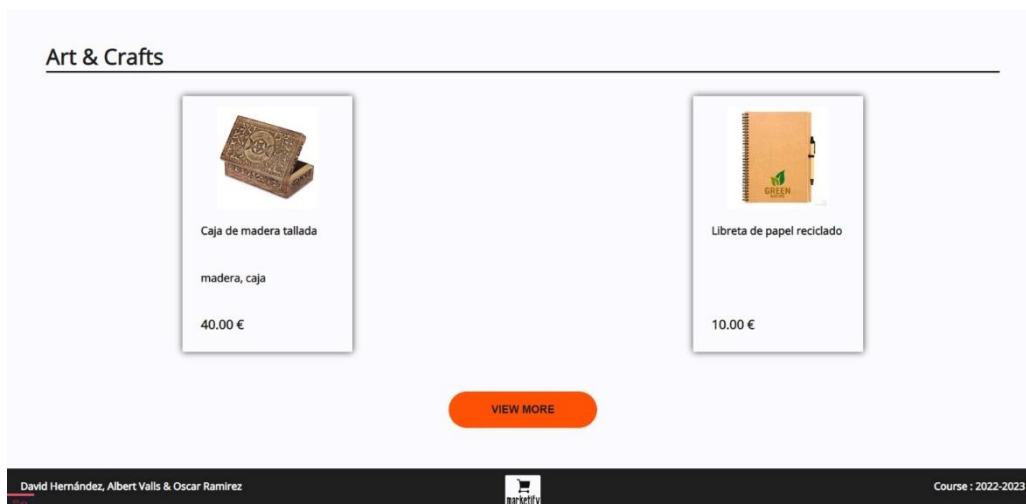 Art & Crafts
GREEN
Caja de madera tallada
Libreta de papel reciclado
madera, caja
40.00 €
10.00 €
VIEW MORE
David Hernández, Albert Valls & Oscar Ramirez
marketify
Course : 2022-2023